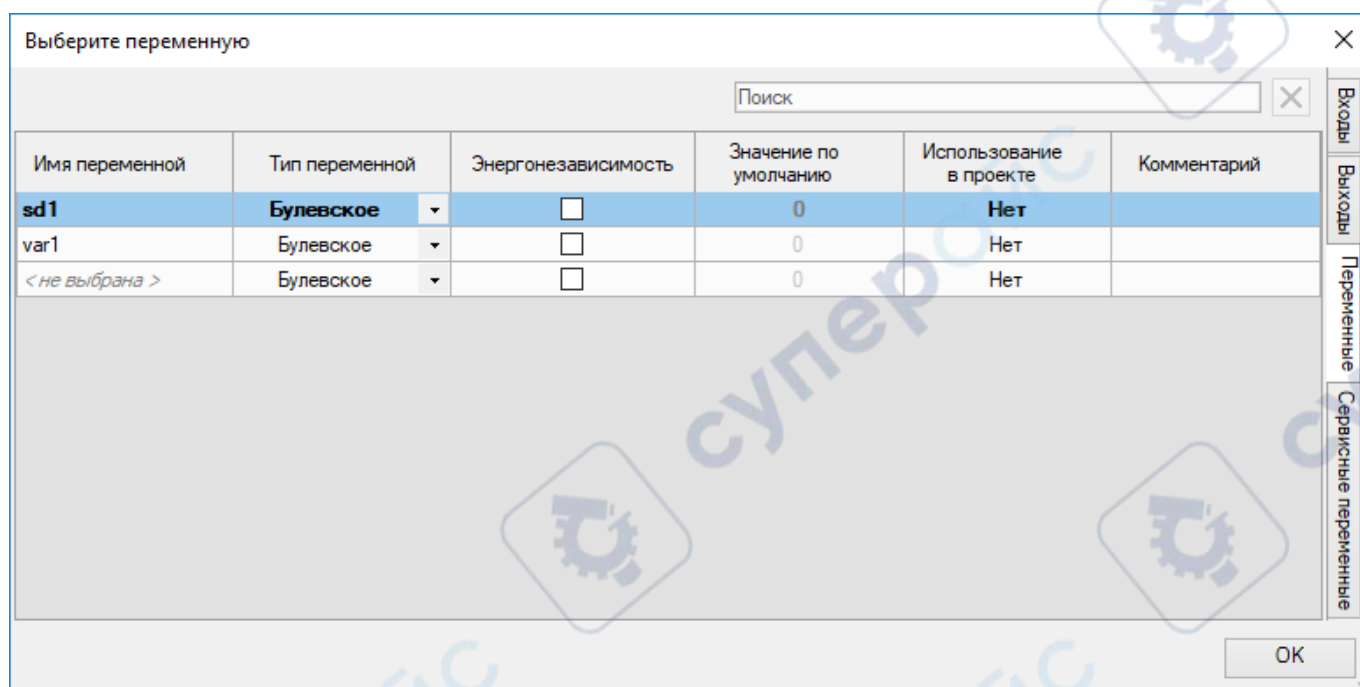 Выберите переменную
Поиск
Имя переменной Тип переменной Энергонезависимость Значение по умолчанию Использование в проекте Комментарий
sd1 Булевское 0 Нет
var1 Булевское 0 Нет
<не выбрана> Булевское 0 Нет
Входы
Выходы
Переменные
Сервисные переменные
OK
суперайс